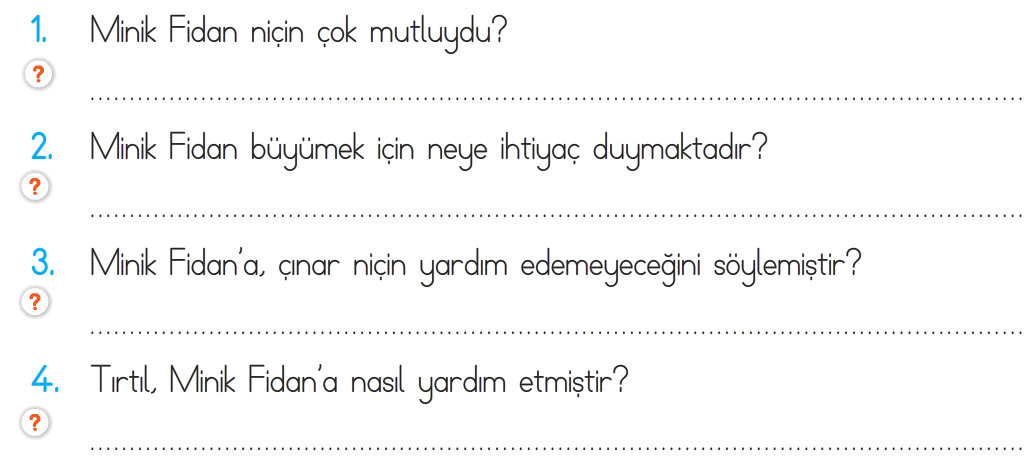 1. Minik Fidan niçin çok mutluydu?
?
................................................................................
2. Minik Fidan büyümek için neye ihtiyaç duymaktadır?
?
................................................................................
3. Minik Fidan'a, çınar niçin yardım edemeyeceğini söylemiştir?
?
................................................................................
4. Tırtıl, Minik Fidan'a nasıl yardım etmiştir?
?
................................................................................